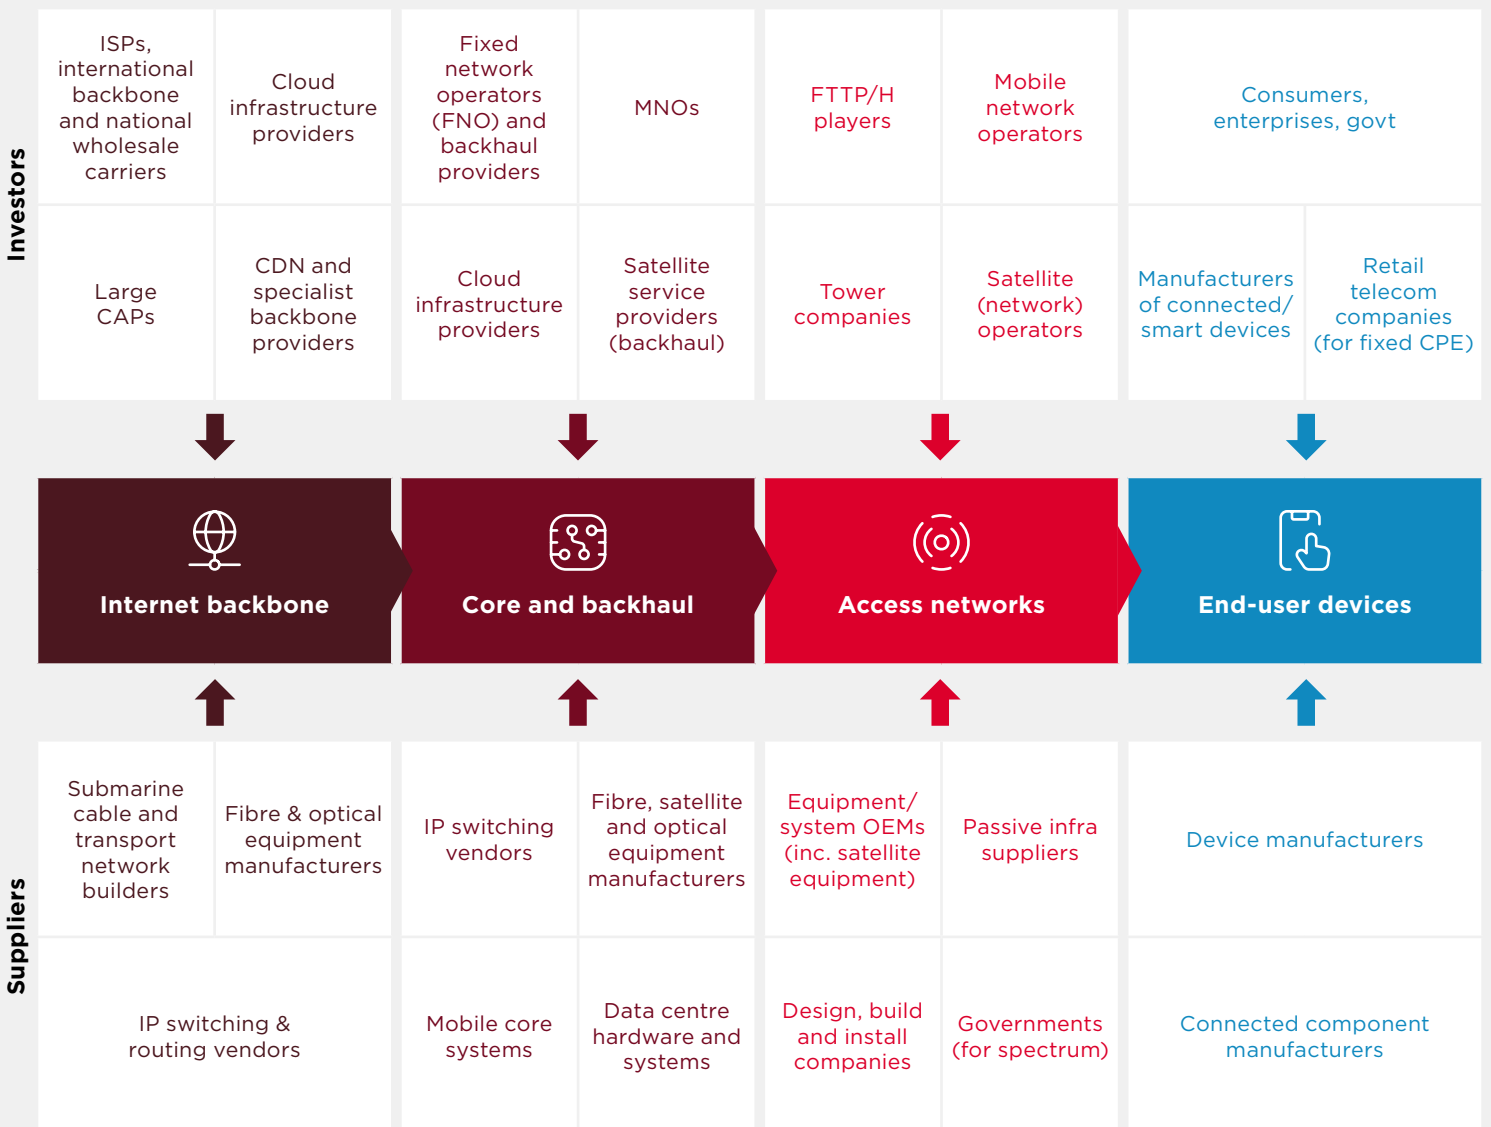 Investors
ISPs,
international
backbone
and national
wholesale
carriers
Cloud
infrastructure
providers
Fixed
network
operators
(FNO) and
backhaul
providers
MNOs
FTTP/H
players
Mobile
network
operators
Consumers,
enterprises, govt
Large
CAPs
CDN and
specialist
backbone
providers
Cloud
infrastructure
providers
Satellite
service
providers
(backhaul)
Tower
companies
Satellite
(network)
operators
Manufacturers
of connected/
smart devices
Retail
telecom
companies
(for fixed CPE)
Internet backbone
Core and backhaul
Access networks
End-user devices
Suppliers
Submarine
cable and
transport
network
builders
Fibre & optical
equipment
manufacturers
IP switching
vendors
Fibre, satellite
and optical
equipment
manufacturers
Equipment/
system OEMs
(inc. satellite
equipment)
Passive infra
suppliers
Device manufacturers
IP switching &
routing vendors
Mobile core
systems
Data centre
hardware and
systems
Design, build
and install
companies
Governments
(for spectrum)
Connected component
manufacturers